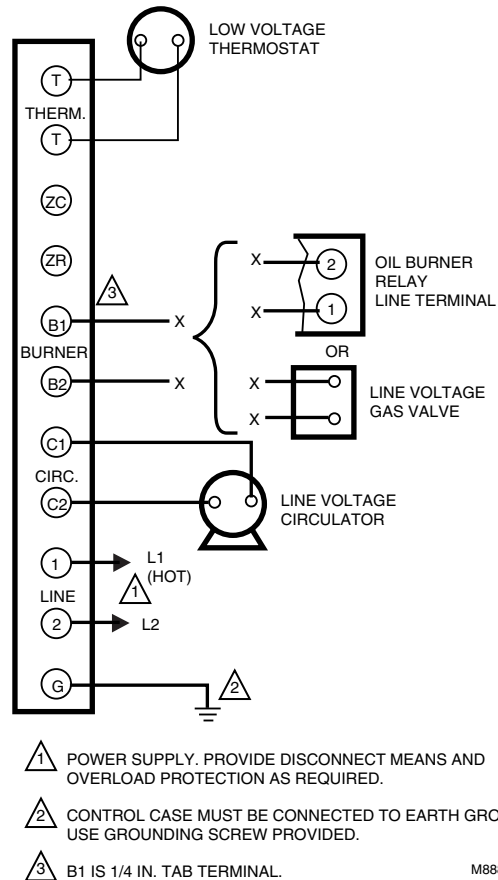 LOW VOLTAGE
THERMOSTAT
T
THERM.
T
ZC
ZR
3
B1
X
BURNER
B2
X
X
2
OIL BURNER
RELAY
LINE TERMINAL
X
1
OR
X
LINE VOLTAGE
GAS VALVE
X
C1
CIRC.
C2
LINE VOLTAGE
CIRCULATOR
1
L1
(HOT)
1
LINE
2
L2
G
2
1 POWER SUPPLY. PROVIDE DISCONNECT MEANS AND
OVERLOAD PROTECTION AS REQUIRED.
2 CONTROL CASE MUST BE CONNECTED TO EARTH GRO
USE GROUNDING SCREW PROVIDED.
3 B1 IS 1/4 IN. TAB TERMINAL.